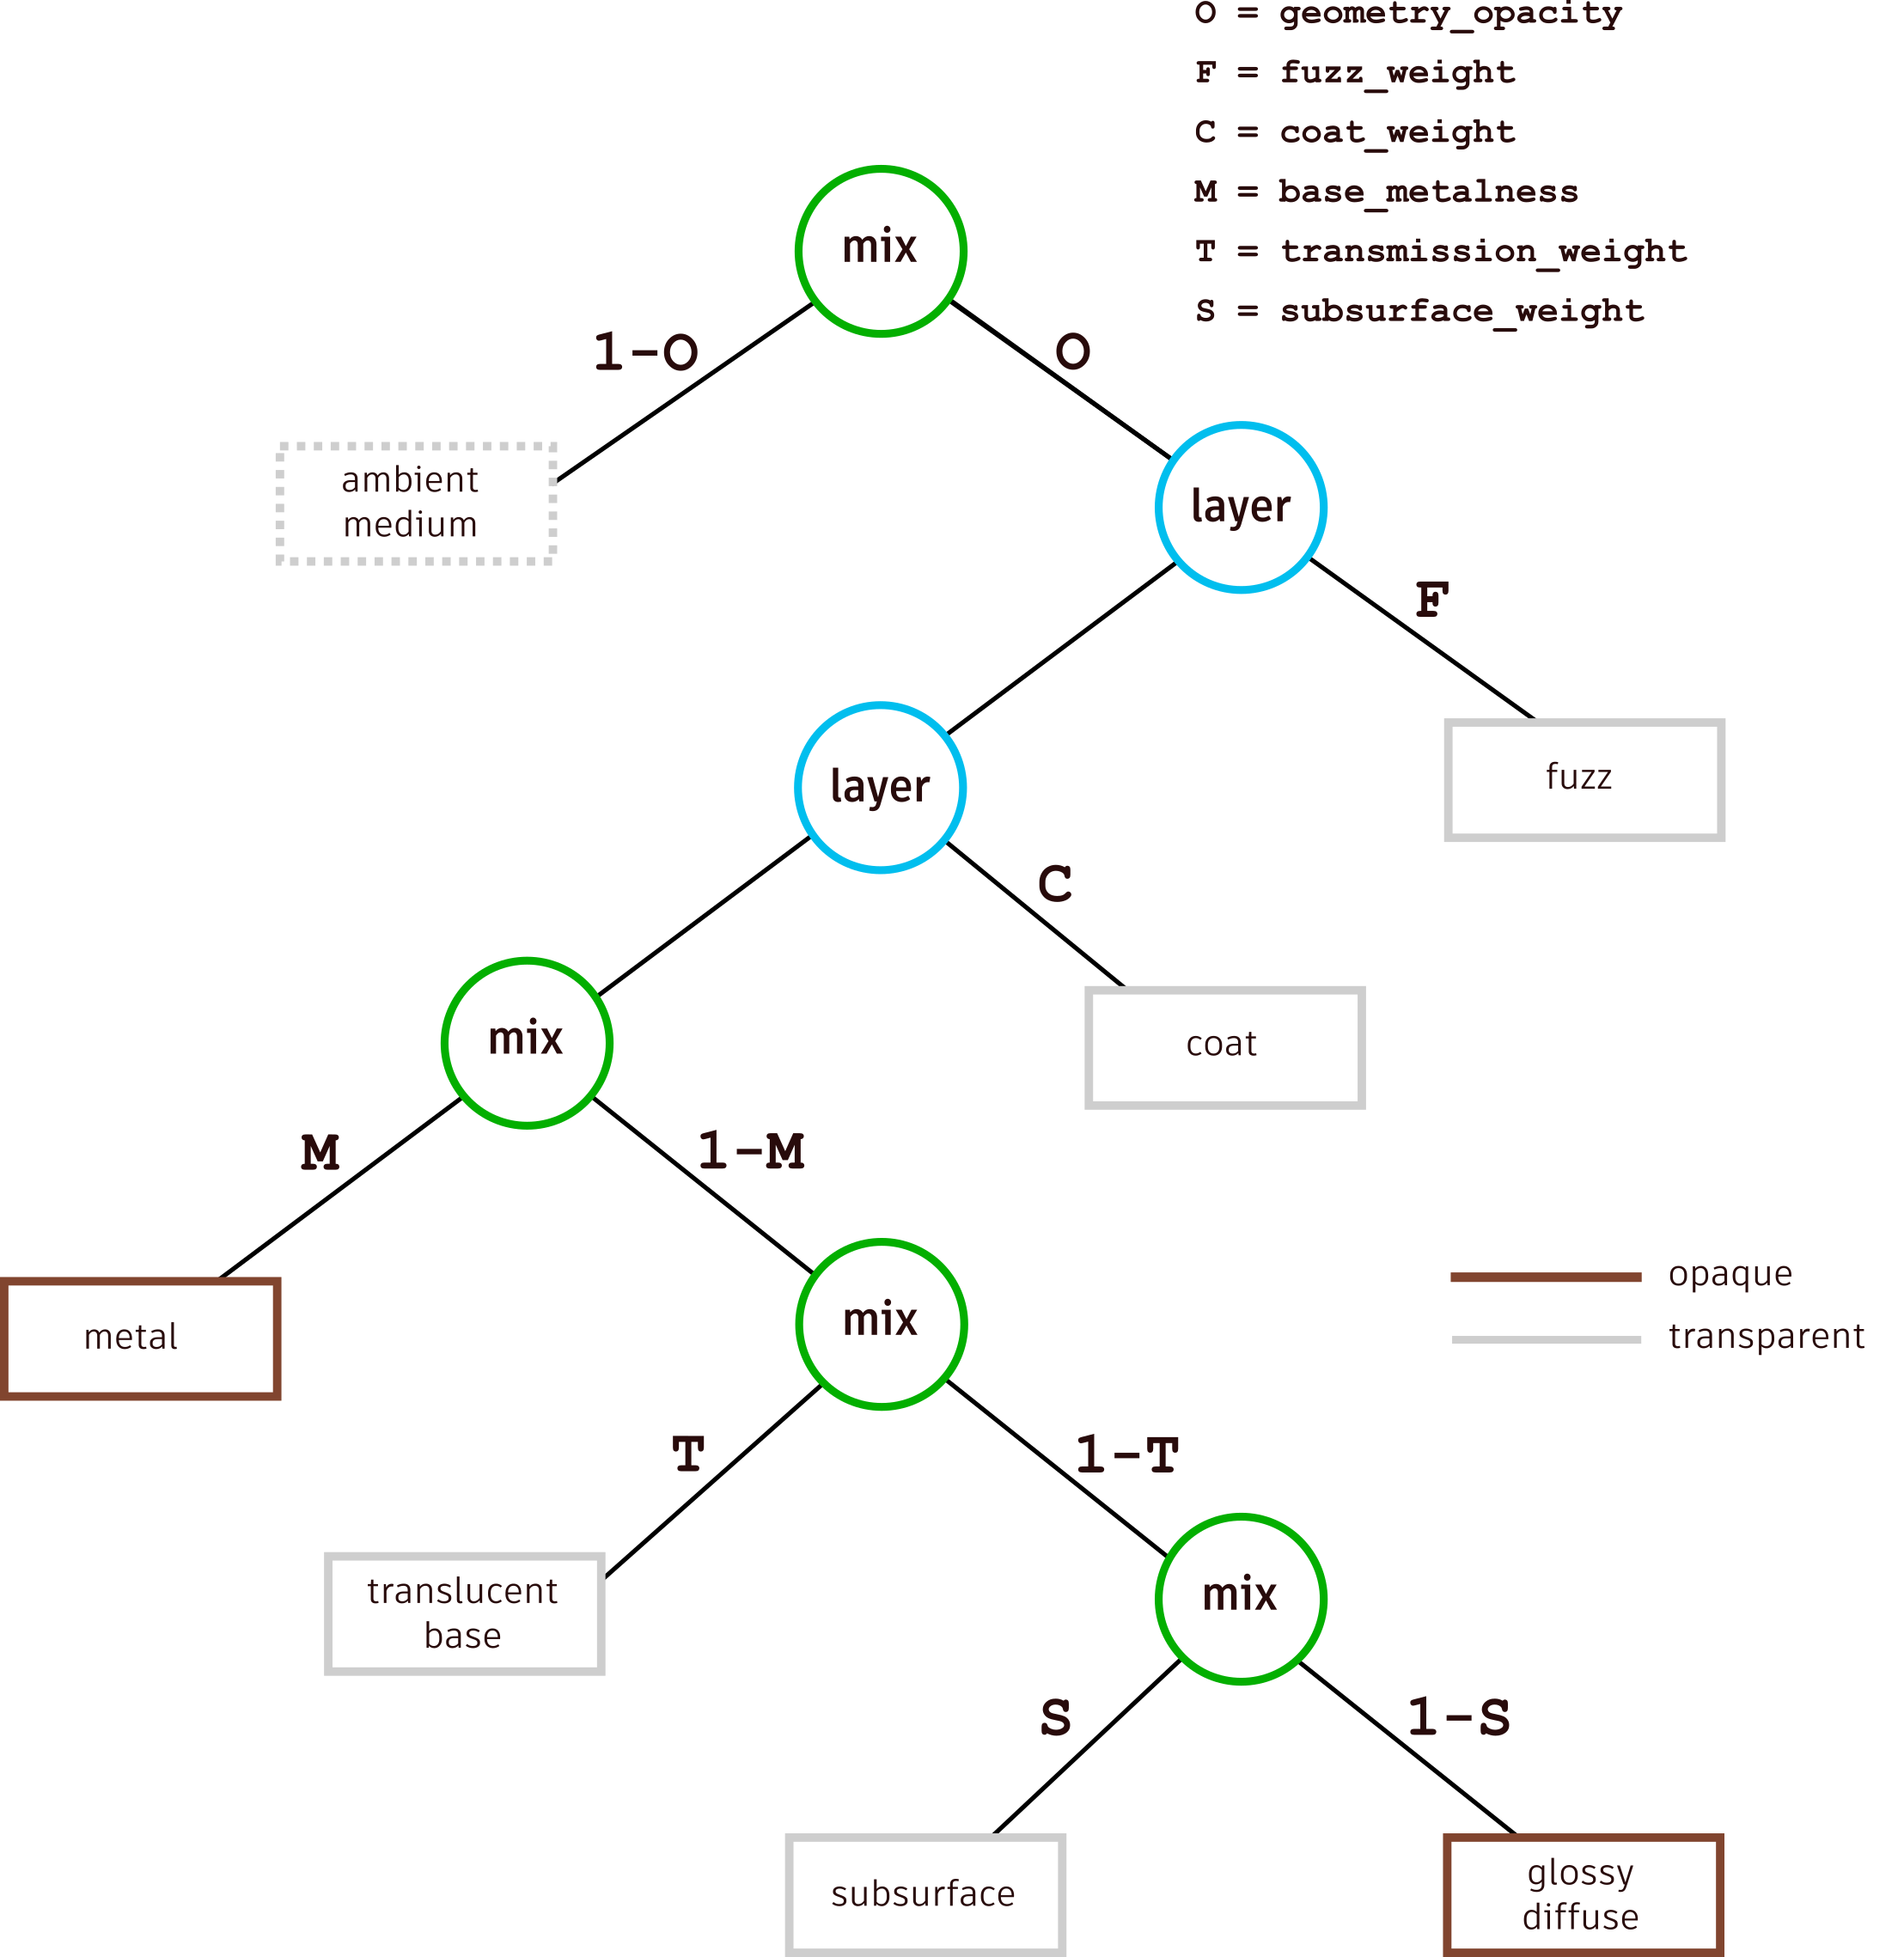 O = geometry_opacity
F = fuzz_weight
C = coat_weight
M = base_metalness
T = transmission_weight
S = subsurface_weight
mix
1-O
O
ambient
medium
layer
F
layer
fuzz
C
mix
coat
M
1-M
metal
mix
opaque
transparent
T
1-T
translucent
base
mix
S
1-S
subsurface
glossy
diffuse